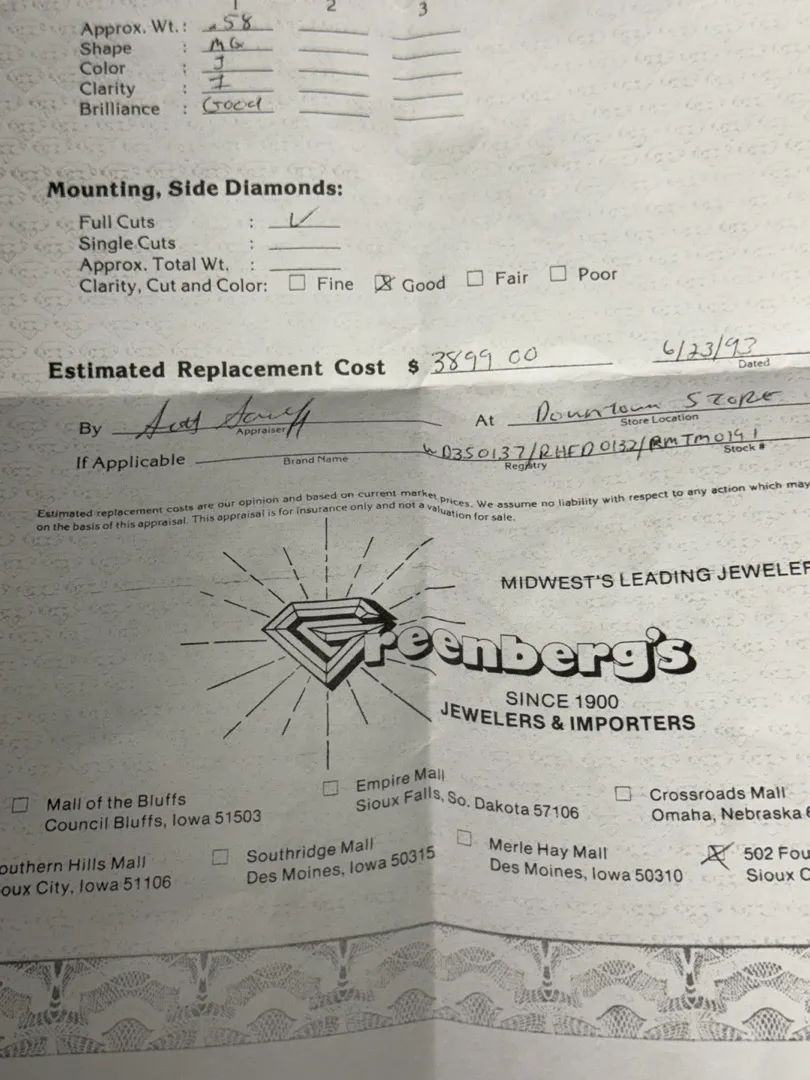 1 2 3
Approx. Wt.: .58
Shape : MQ
Color : J
Clarity : I
Brilliance : Good
Mounting, Side Diamonds:
Full Cuts : ✓
Single Cuts :
Approx. Total Wt. :
Clarity, Cut and Color: ☐ Fine ☒ Good ☐ Fair ☐ Poor
Estimated Replacement Cost $ 3899 00 6/23/93
Dated
By At Downtown Store
Appraiser Store Location
If Applicable WD350137/RHED0132/RMTM0191
Brand Name Registry Stock #
Estimated replacement costs are our opinion and based on current market prices. We assume no liability with respect to any action which may
on the basis of this appraisal. This appraisal is for insurance only and not a valuation for sale.
MIDWEST'S LEADING JEWELER
Greenberg's
SINCE 1900
JEWELERS & IMPORTERS
☐ Mall of the Bluffs ☐ Empire Mall ☐ Crossroads Mall
Council Bluffs, Iowa 51503 Sioux Falls, So. Dakota 57106 Omaha, Nebraska
outhern Hills Mall ☐ Southridge Mall ☐ Merle Hay Mall ☒ 502 Fou
oux City, Iowa 51106 Des Moines, Iowa 50315 Des Moines, Iowa 50310 Sioux C